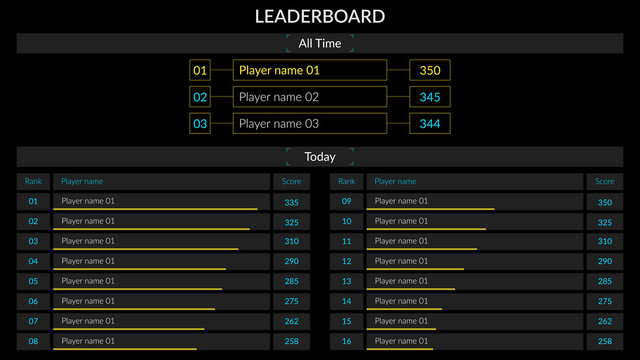 LEADERBOARD
All Time
01 Player name 01 350
02 Player name 02 345
03 Player name 03 344
Today
Rank Player name Score Rank Player name Score
01 Player name 01 335 09 Player name 01 350
02 Player name 01 325 10 Player name 01 325
03 Player name 01 310 11 Player name 01 310
04 Player name 01 290 12 Player name 01 290
05 Player name 01 285 13 Player name 01 285
06 Player name 01 275 14 Player name 01 275
07 Player name 01 262 15 Player name 01 262
08 Player name 01 258 16 Player name 01 258